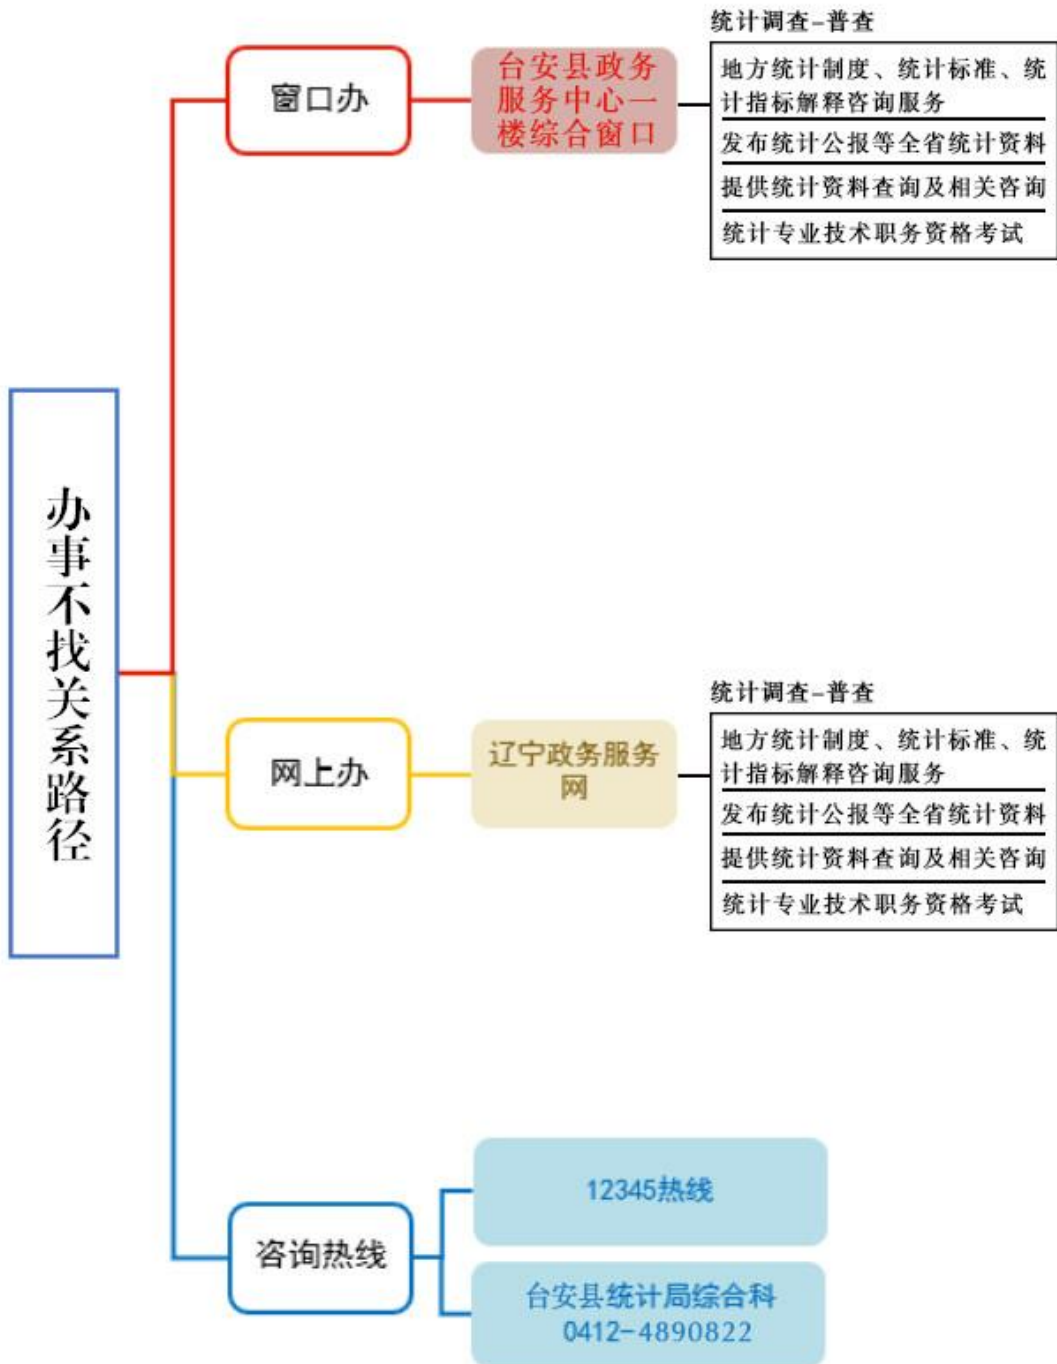 办事不找关系路径
窗口办
台安县政务
服务中心一
楼综合窗口
统计调查-普查
地方统计制度、统计标准、统
计指标解释咨询服务
发布统计公报等全省统计资料
提供统计资料查询及相关咨询
统计专业技术职务资格考试
网上办
辽宁政务服务
网
统计调查-普查
地方统计制度、统计标准、统
计指标解释咨询服务
发布统计公报等全省统计资料
提供统计资料查询及相关咨询
统计专业技术职务资格考试
咨询热线
12345热线
台安县统计局综合科
0412-4890822